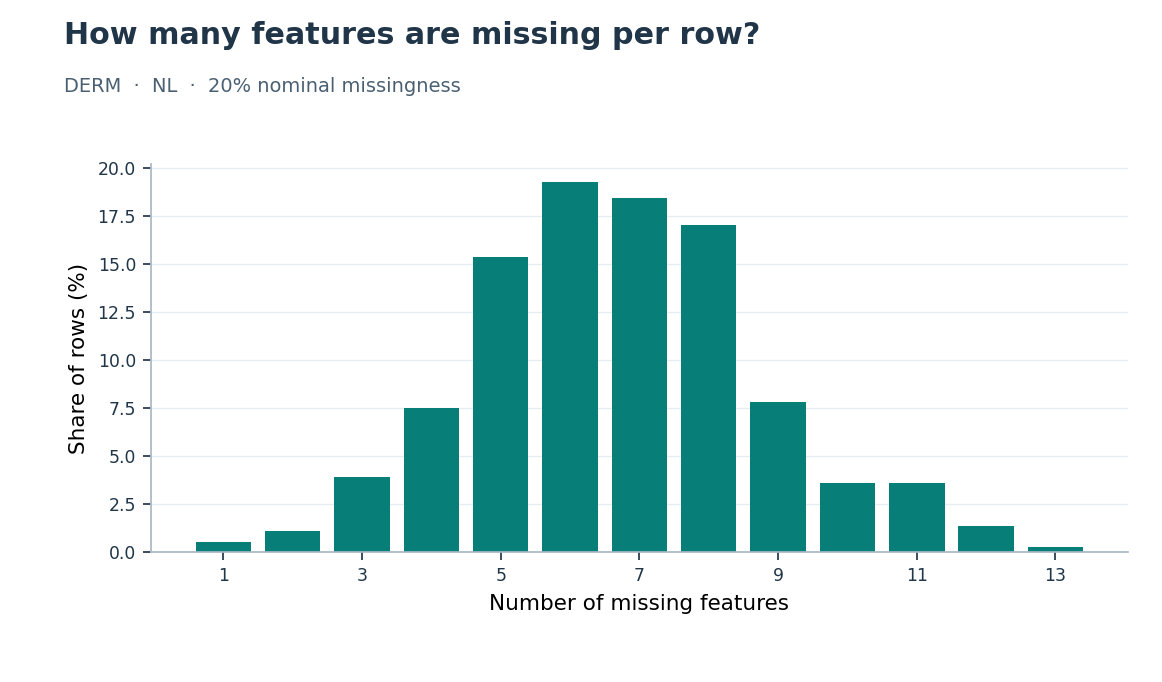 How many features are missing per row?
DERM · NL · 20% nominal missingness
20.0
17.5
15.0
12.5
10.0
7.5
5.0
2.5
0.0
Share of rows (%)
1 3 5 7 9 11 13
Number of missing features